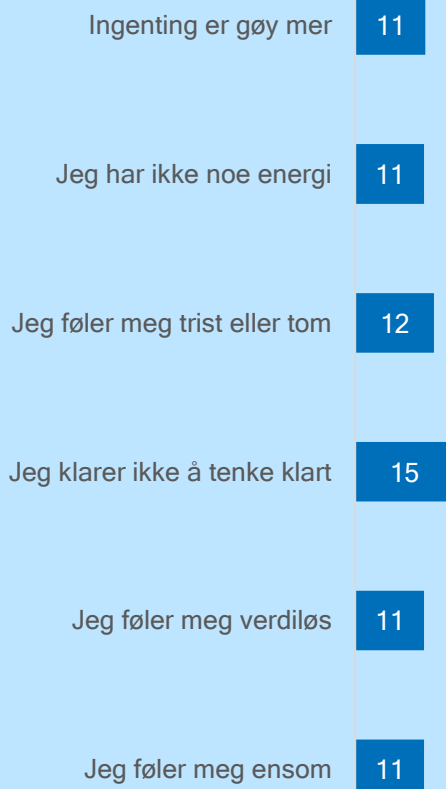 Ingenting er gøy mer 11
Jeg har ikke noe energi 11
Jeg føler meg trist eller tom 12
Jeg klarer ikke å tenke klart 15
Jeg føler meg verdiløs 11
Jeg føler meg ensom 11